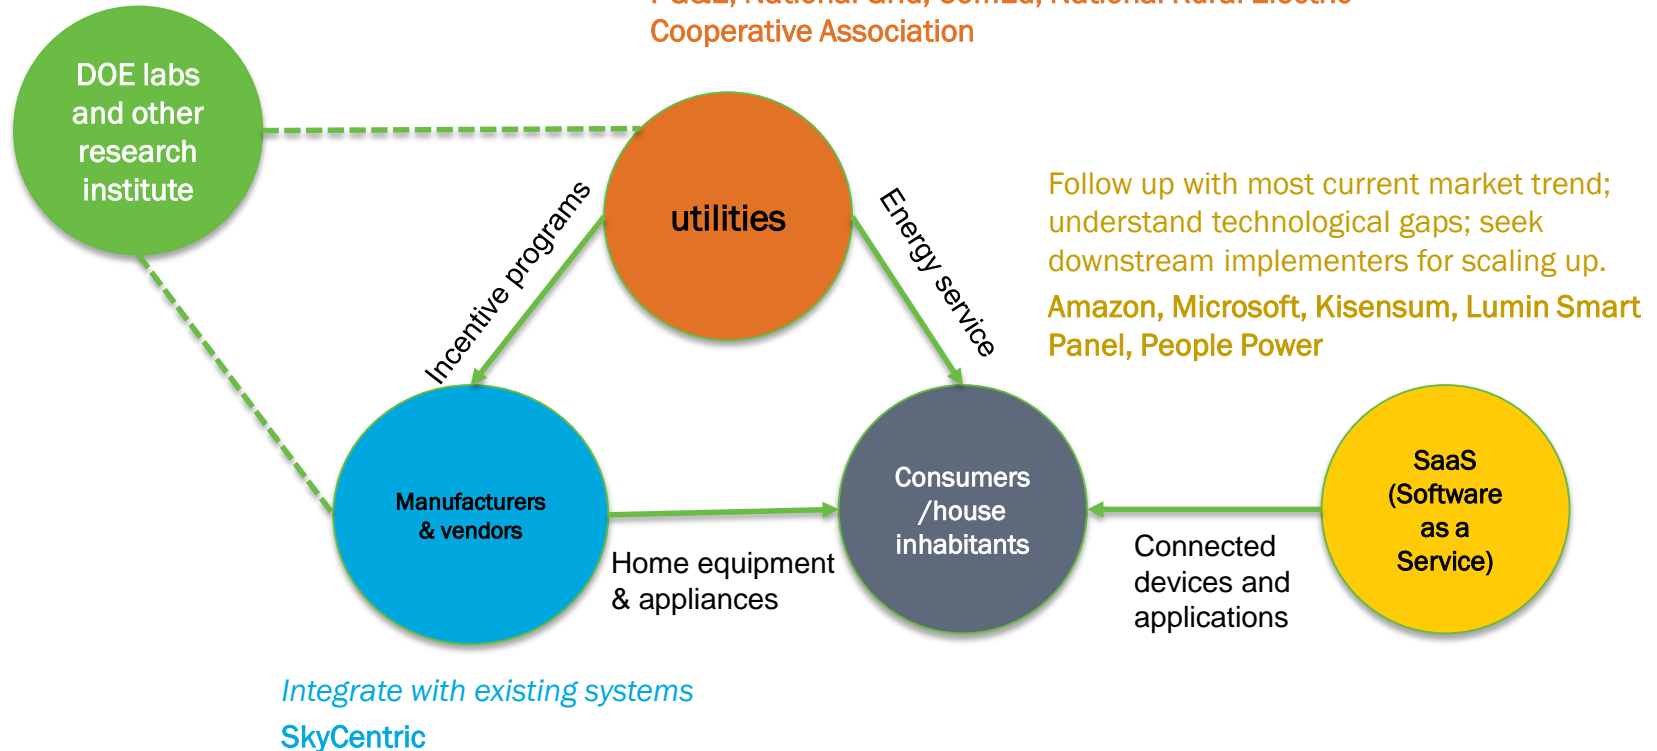 Cooperative Association
DOE labs
and other
research
institute
utilities
Incentive programs
Energy service
Follow up with most current market trend;
understand technological gaps; seek
downstream implementers for scaling up.
Amazon, Microsoft, Kisensum, Lumin Smart
Panel, People Power
Manufacturers
& vendors
Consumers
/house
inhabitants
SaaS
(Software
as a
Service)
Home equipment
& appliances
Connected
devices and
applications
Integrate with existing systems
SkyCentric